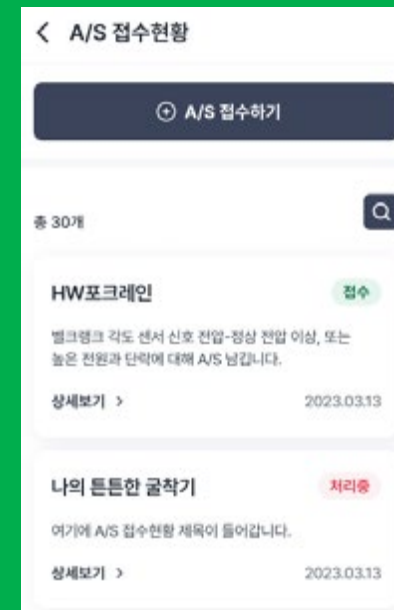 A/S 접수현황
A/S 접수하기
총 30개
HW포크레인
접수
벨크랭크 각도 센서 신호 전압-정상 전압 이상, 또는
높은 전원과 단락에 대해 A/S 남깁니다.
상세보기 >
2023.03.13
나의 튼튼한 굴착기
처리중
여기에 A/S 접수현황 제목이 들어갑니다.
상세보기 >
2023.03.13